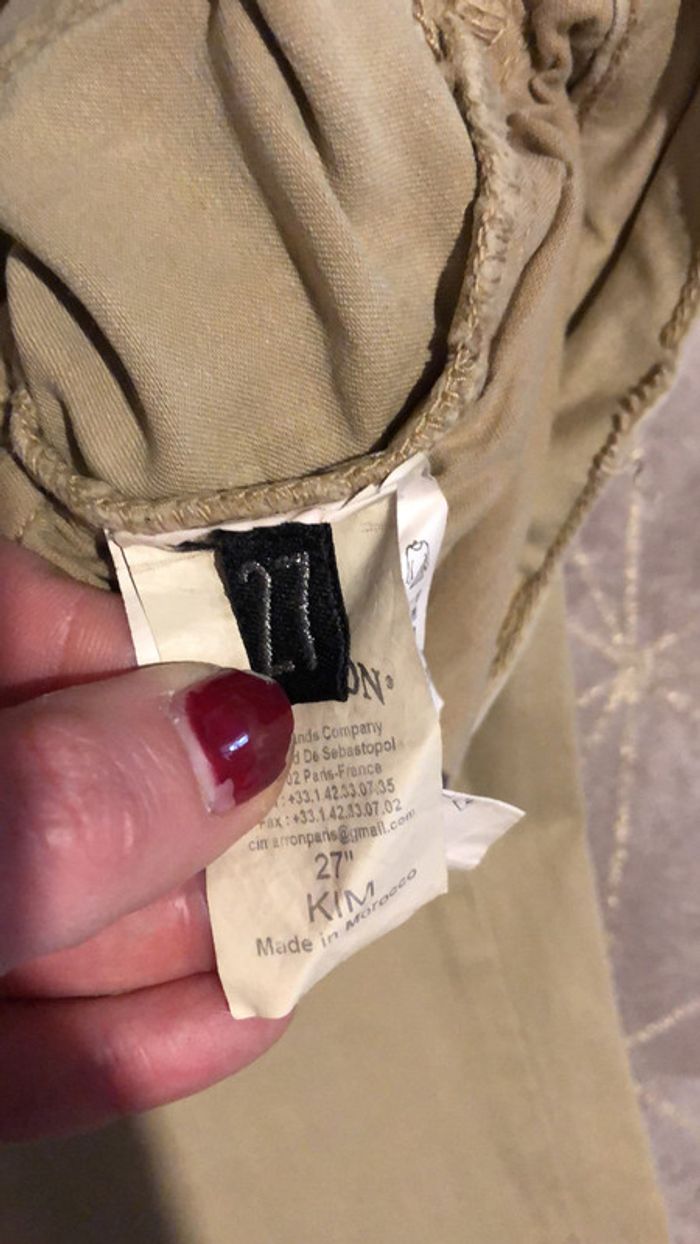 27
ON®
ands Company
d De Sebastopol
02 Paris-France
: +33.1.42.33.07.35
Fax : +33.1.42.33.07.02
cimarronparis@gmail.com
27"
KIM
Made in Morocco